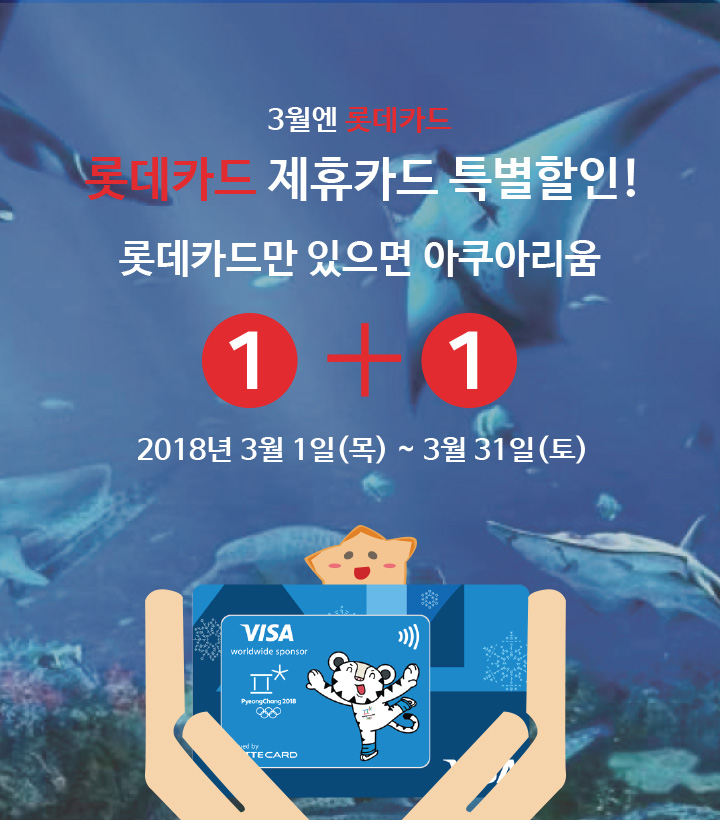 3월엔 롯데카드
롯데카드 제휴카드 특별할인!
롯데카드만 있으면 아쿠아리움
1 + 1
2018년 3월 1일(목) ~ 3월 31일(토)
VISA
worldwide sponsor
PyeongChang 2018
by
CARD